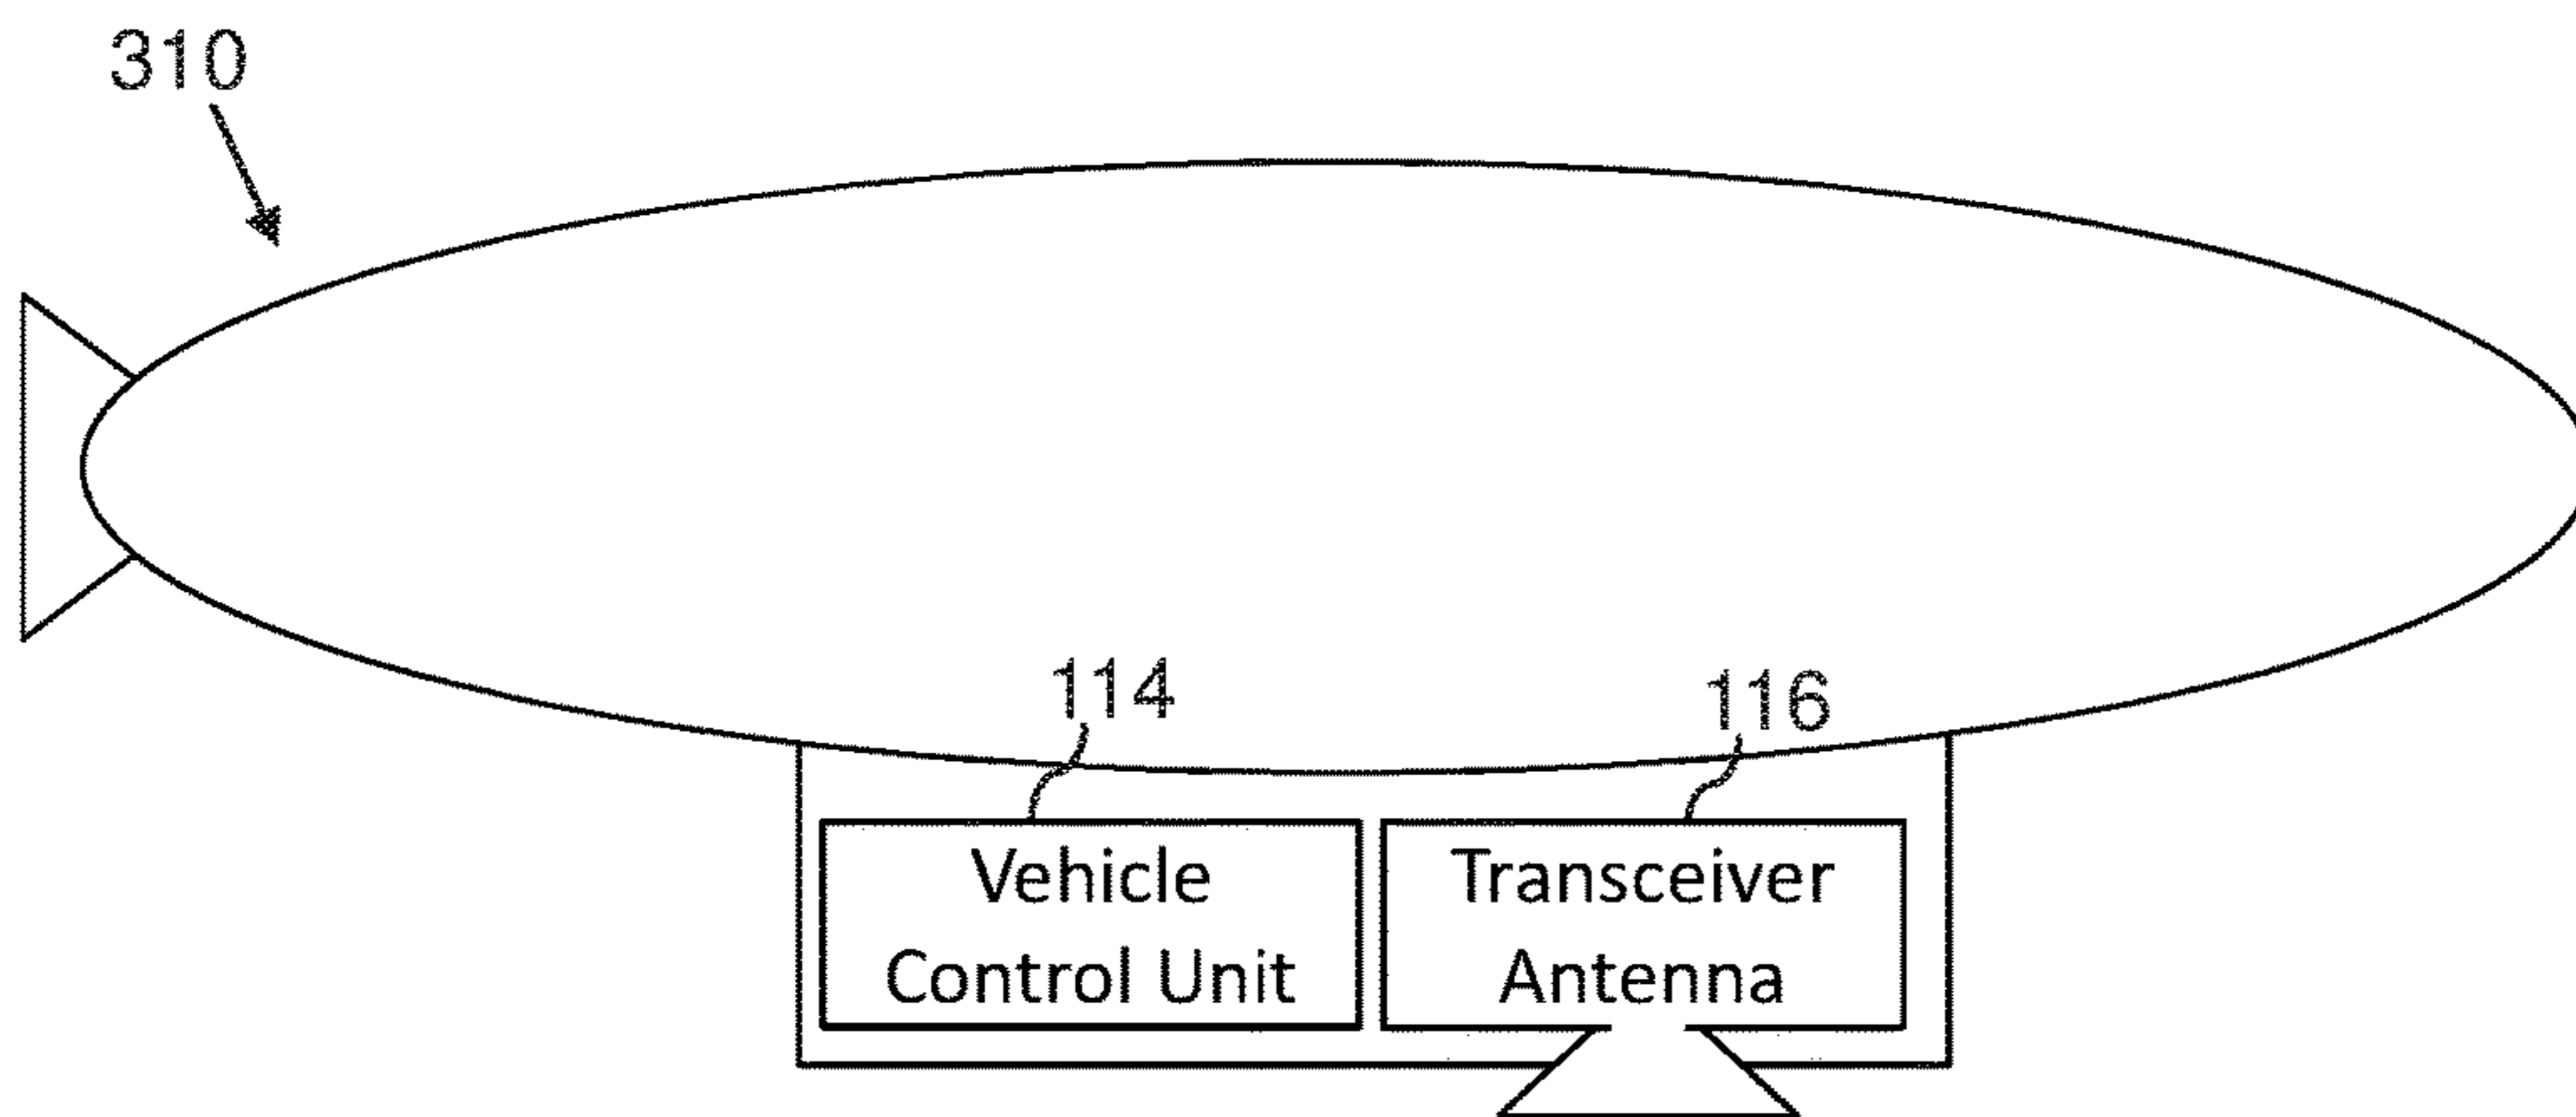 310
114
116
Vehicle
Control Unit
Transceiver
Antenna